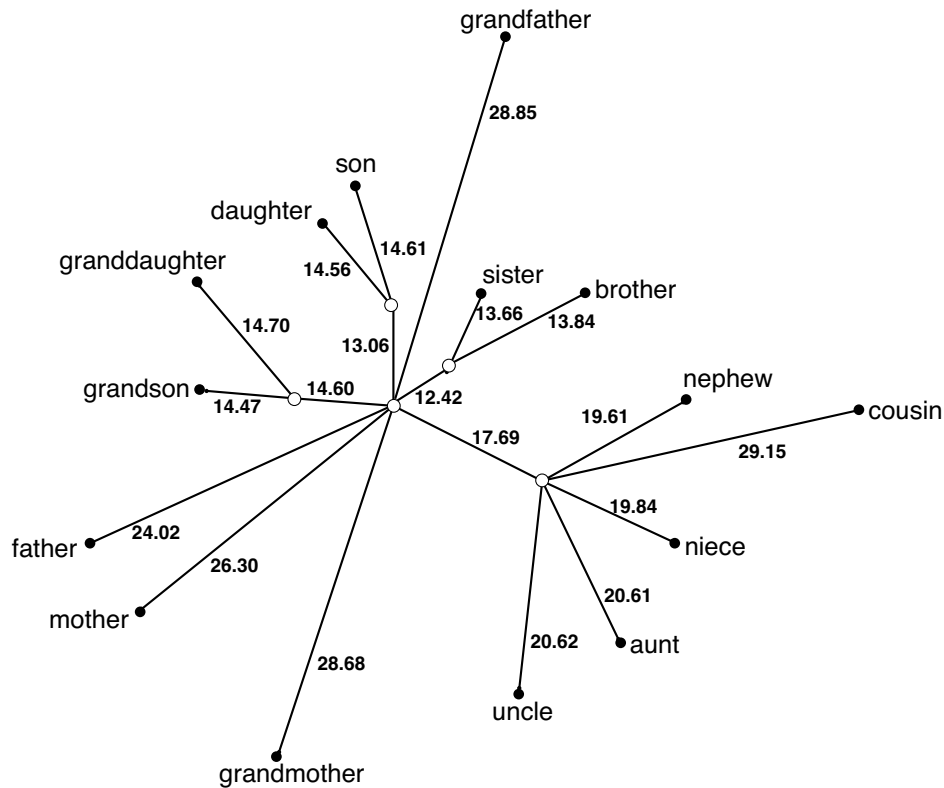 grandfather
28.85
son
daughter
14.61
14.56
granddaughter
sister
brother
13.66
13.84
14.70
13.06
nephew
grandson
14.60
12.42
14.47
19.61
cousin
17.69
29.15
19.84
father
24.02
niece
26.30
20.61
mother
20.62
aunt
28.68
uncle
grandmother